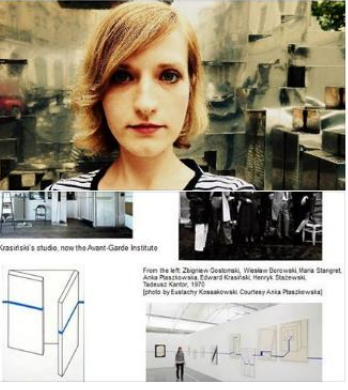 Krasiński's studio, now the Avant-Garde Institute
From the left: Zbigniew Gostomski, Wiesław Borowski, Maria Stangret,
Anka Ptaszkowska, Edward Krasiński, Henryk Stażewski,
Tadeusz Kantor, 1970
[photo by Eustachy Kossakowski. Courtesy Anka Ptaszkowska]